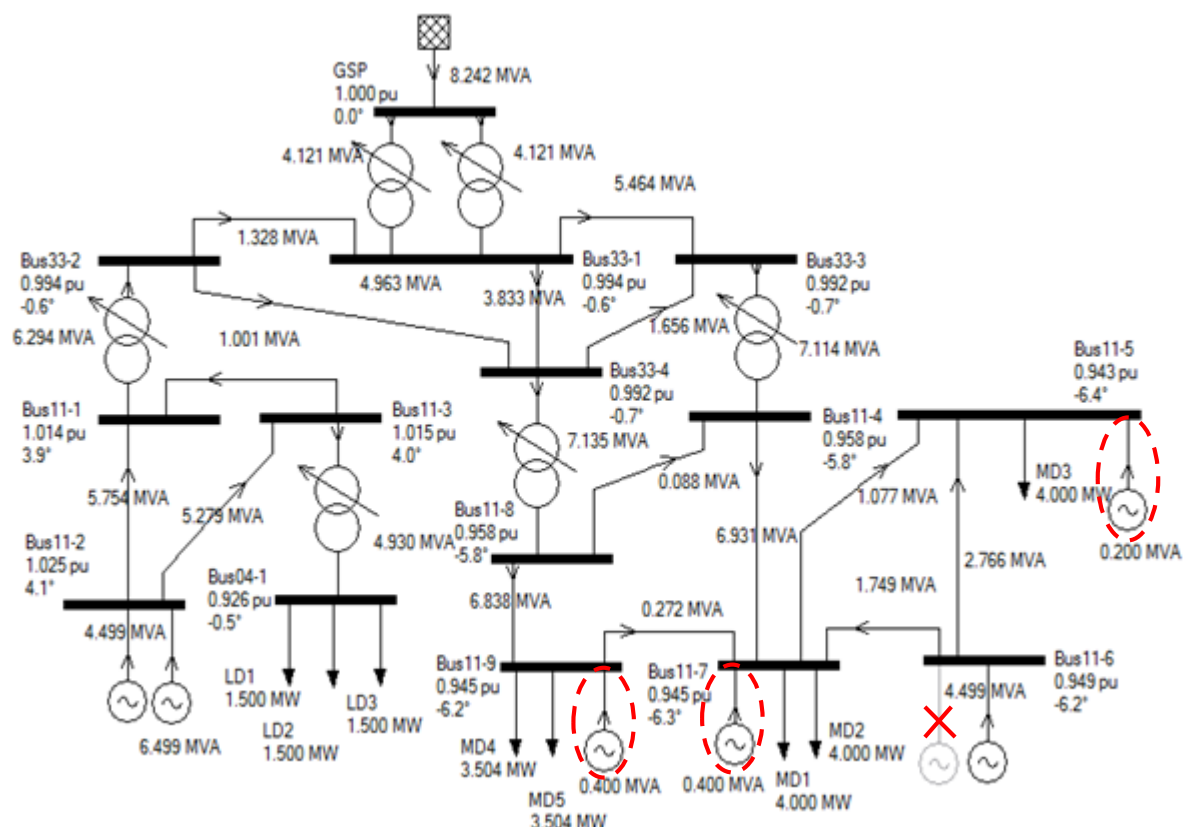 8.242 MVA
GSP
1.000 pu
0.0°
4.121 MVA
4.121 MVA
5.464 MVA
1.328 MVA
Bus33-2
0.994 pu
-0.6°
4.963 MVA
Bus33-1
0.994 pu
-0.6°
3.833 MVA
Bus33-3
0.992 pu
-0.7°
6.294 MVA
1.001 MVA
1.656 MVA
7.114 MVA
Bus33-4
0.992 pu
-0.7°
Bus11-5
0.943 pu
-6.4°
Bus11-1
1.014 pu
3.9°
Bus11-3
1.015 pu
4.0°
7.135 MVA
Bus11-4
0.958 pu
-5.8°
0.088 MVA
MD3
4.000 MW
1.077 MVA
5.754 MVA
5.279 MVA
Bus11-8
0.958 pu
-5.8°
4.930 MVA
6.931 MVA
0.200 MVA
2.766 MVA
Bus11-2
1.025 pu
4.1°
Bus04-1
0.926 pu
-0.5°
6.838 MVA
1.749 MVA
0.272 MVA
4.499 MVA
Bus11-9
0.945 pu
-6.2°
Bus11-7
0.945 pu
-6.3°
Bus11-6
0.949 pu
-6.2°
4.499 MVA
LD1
1.500 MW
LD3
1.500 MW
LD2
1.500 MW
6.499 MVA
MD4
3.504 MW
MD5
3.504 MW
0.400 MVA
0.400 MVA
MD2
4.000 MW
MD1
4.000 MW